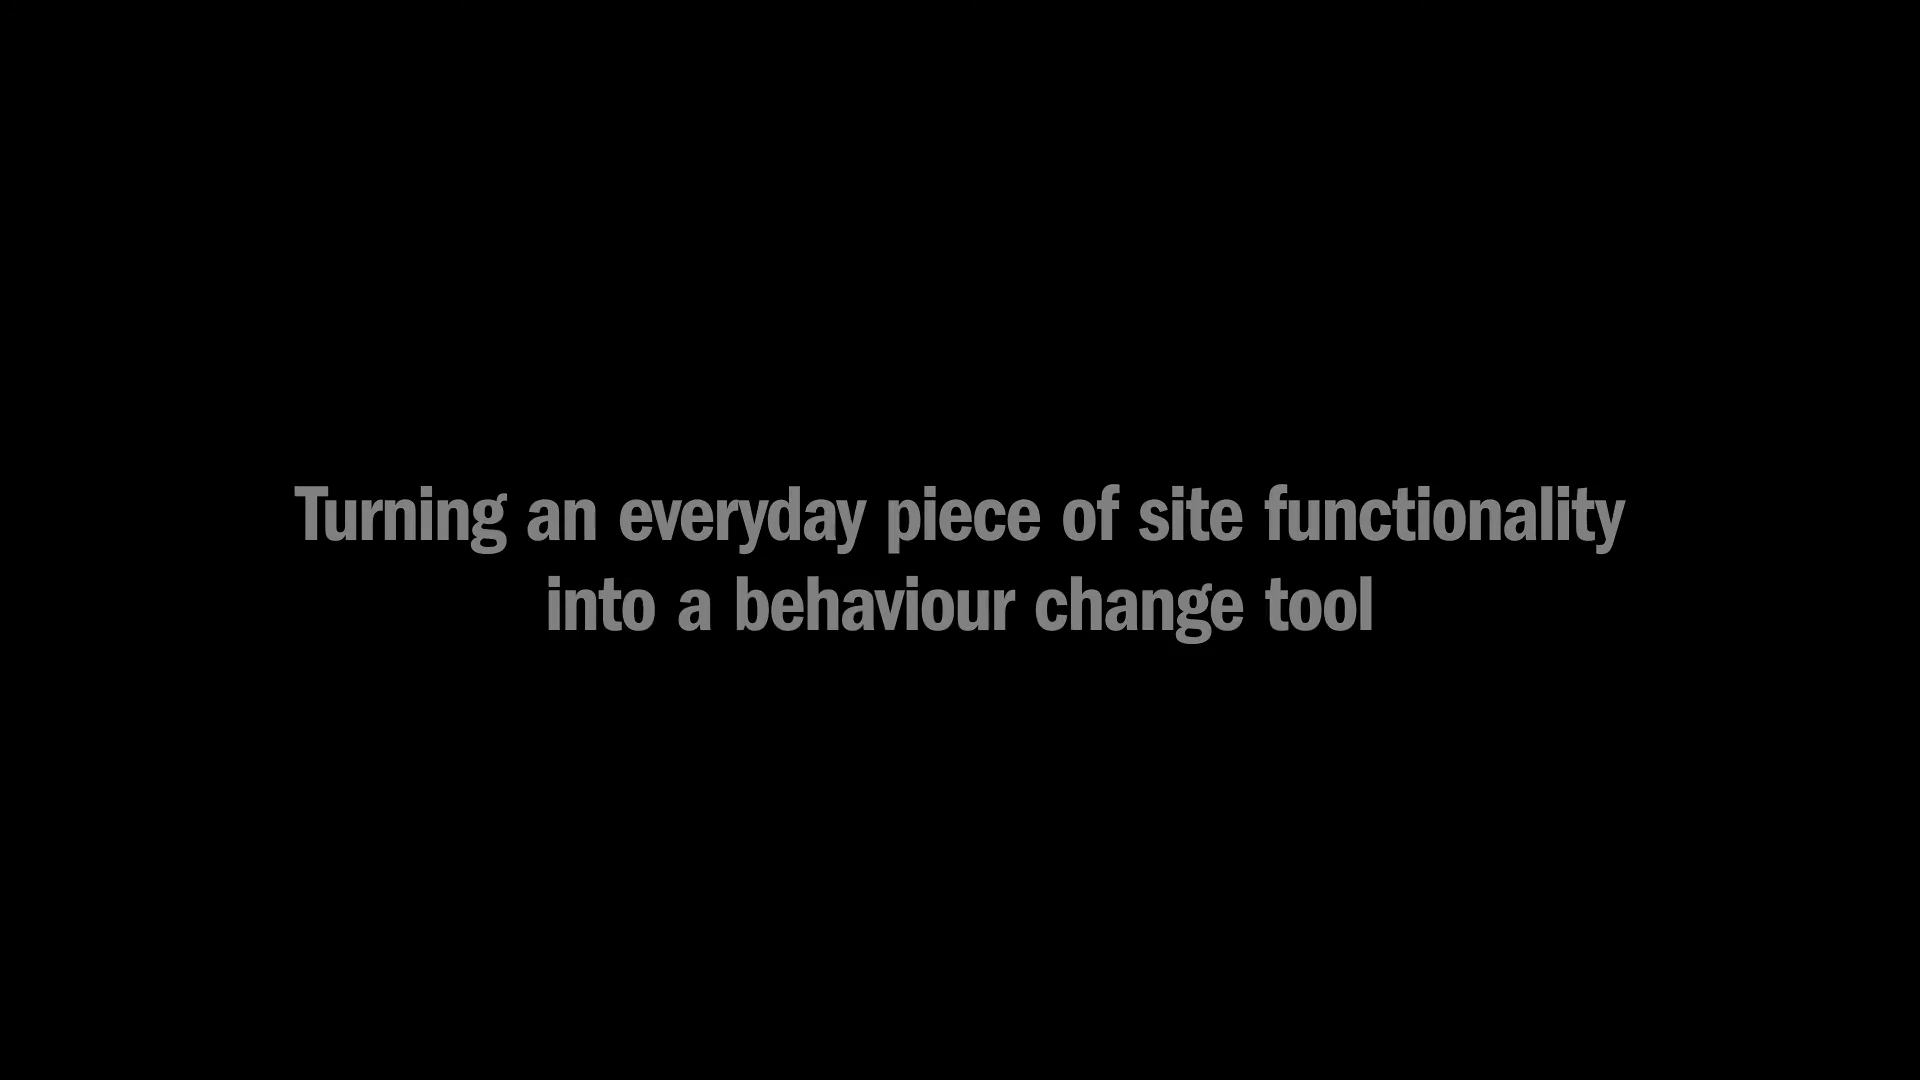 Turning an everyday piece of site functionality
into a behaviour change tool